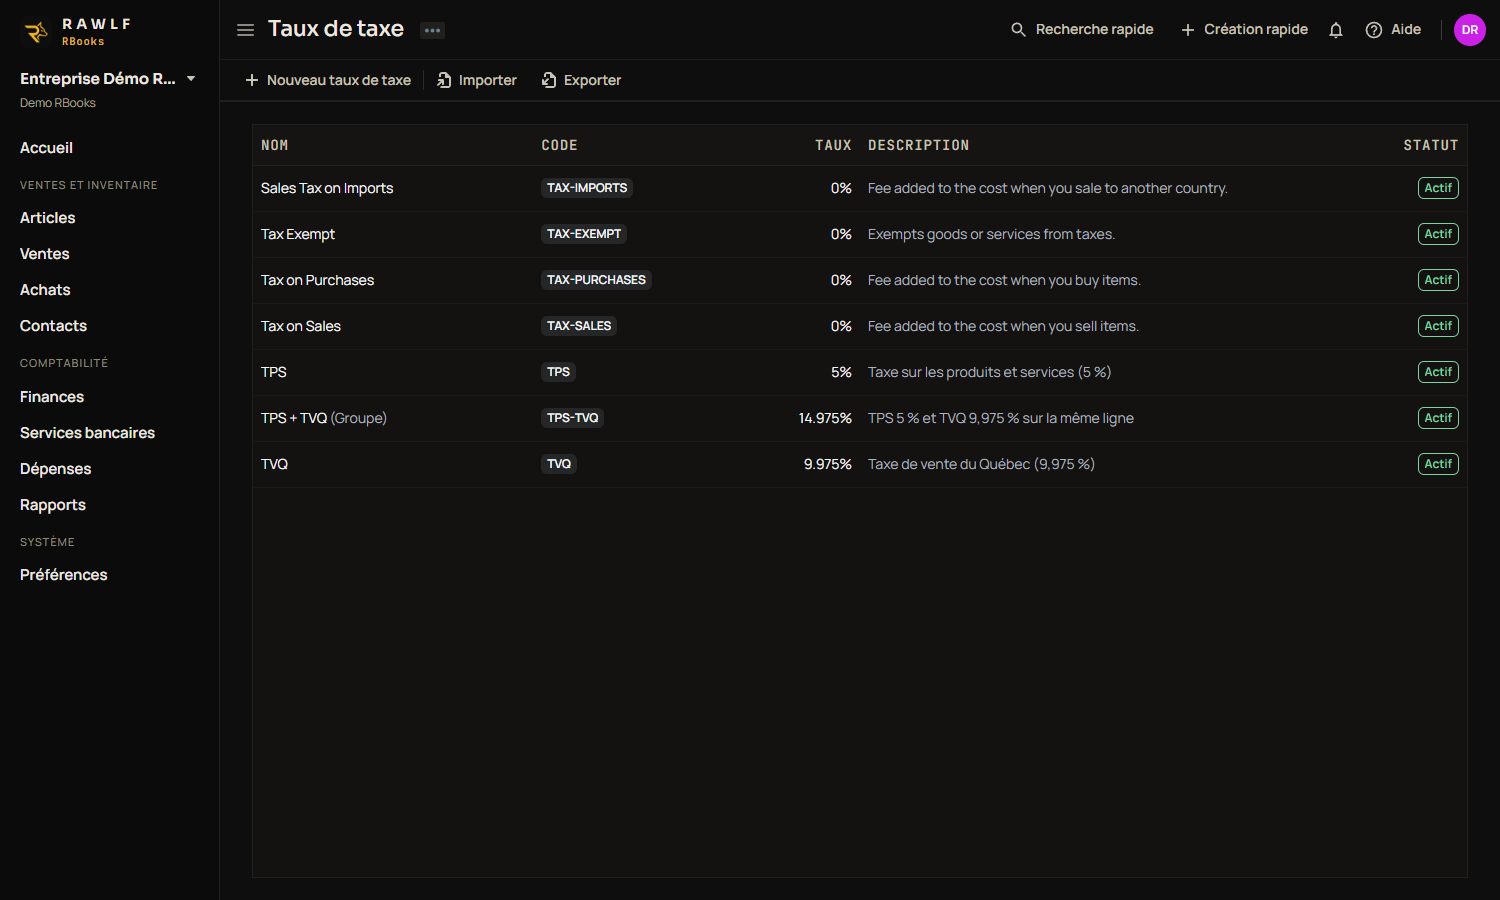 RAWLF
RBooks
Entreprise Démo R...
Demo RBooks
Accueil
VENTES ET INVENTAIRE
Articles
Ventes
Achats
Contacts
COMPTABILITÉ
Finances
Services bancaires
Dépenses
Rapports
SYSTÈME
Préférences
Taux de taxe
Recherche rapide
Création rapide
Aide
DR
Nouveau taux de taxe
Importer
Exporter
NOM CODE TAUX DESCRIPTION STATUT
Sales Tax on Imports TAX-IMPORTS 0% Fee added to the cost when you sale to another country. Actif
Tax Exempt TAX-EXEMPT 0% Exempts goods or services from taxes. Actif
Tax on Purchases TAX-PURCHASES 0% Fee added to the cost when you buy items. Actif
Tax on Sales TAX-SALES 0% Fee added to the cost when you sell items. Actif
TPS TPS 5% Taxe sur les produits et services (5 %) Actif
TPS + TVQ (Groupe) TPS-TVQ 14.975% TPS 5 % et TVQ 9,975 % sur la même ligne Actif
TVQ TVQ 9.975% Taxe de vente du Québec (9,975 %) Actif